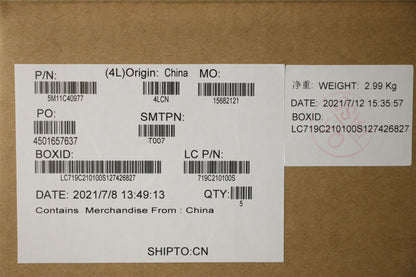 P/N: (4L)Origin: China MO:
5M11C40977 4LCN 15682121
PO: SMTPN:
4501657637 T007
BOXID: LC P/N:
LC719C210100S127426827 719C210100S
DATE: 2021/7/8 13:49:13 QTY:
5
Contains Merchandise From : China
SHIPTO:CN
净重: WEIGHT: 2.99 Kg
DATE: 2021/7/12 15:35:57
BOXID:
LC719C210100S127426827